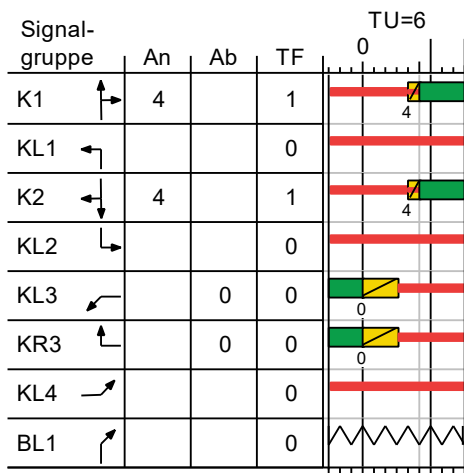 TU=6
Signal-
gruppe An Ab TF 0
K1 4 1
4
KL1 0
K2 4 1
4
KL2 0
KL3 0 0
0
KR3 0 0
0
KL4 0
BL1 0